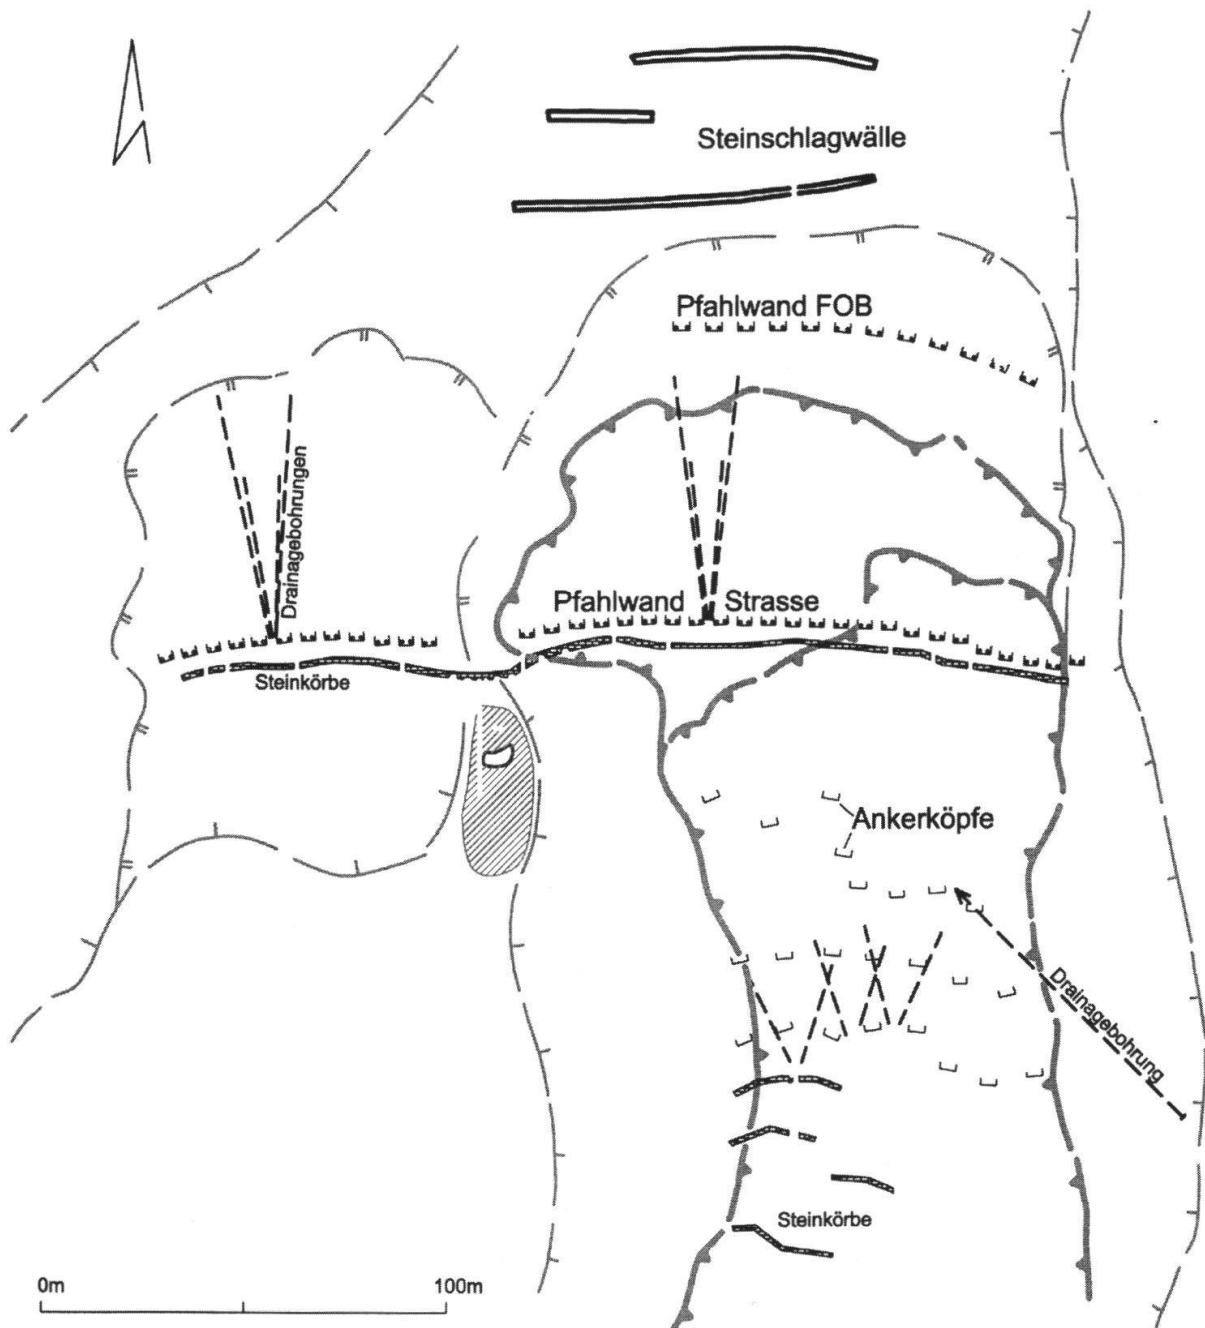 Steinschlagwälle
Pfahlwand FOB
Drainagebohrungen
Pfahlwand Strasse
Steinkörbe
Ankerköpfe
Drainagebohrung
Steinkörbe
0m 100m